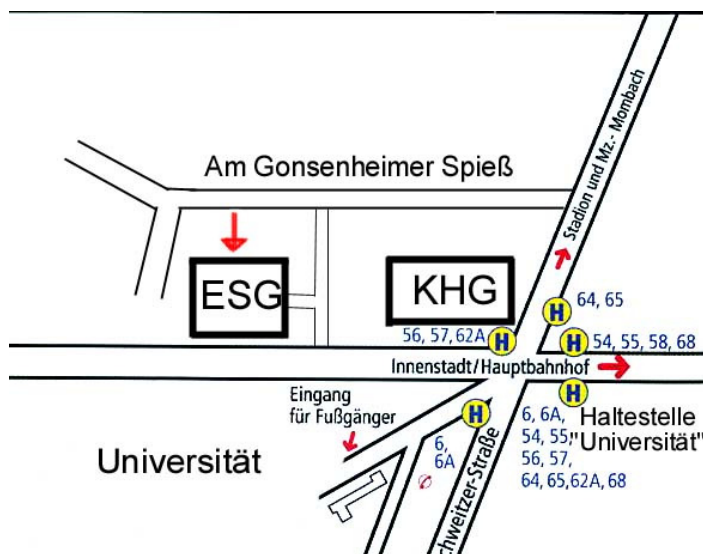 Am Gonsenheimer Spieß
Stadion und Mz.- Mombach
ESG
KHG
H
64, 65
56, 57, 62A
H
H
54, 55, 58, 68
Innenstadt/Hauptbahnhof
H
Eingang
für Fußgänger
H
6,
6A
6, 6A,
54, 55,
56, 57,
64, 65,62A, 68
Haltestelle
"Universität"
Universität
chweitzer-Straße